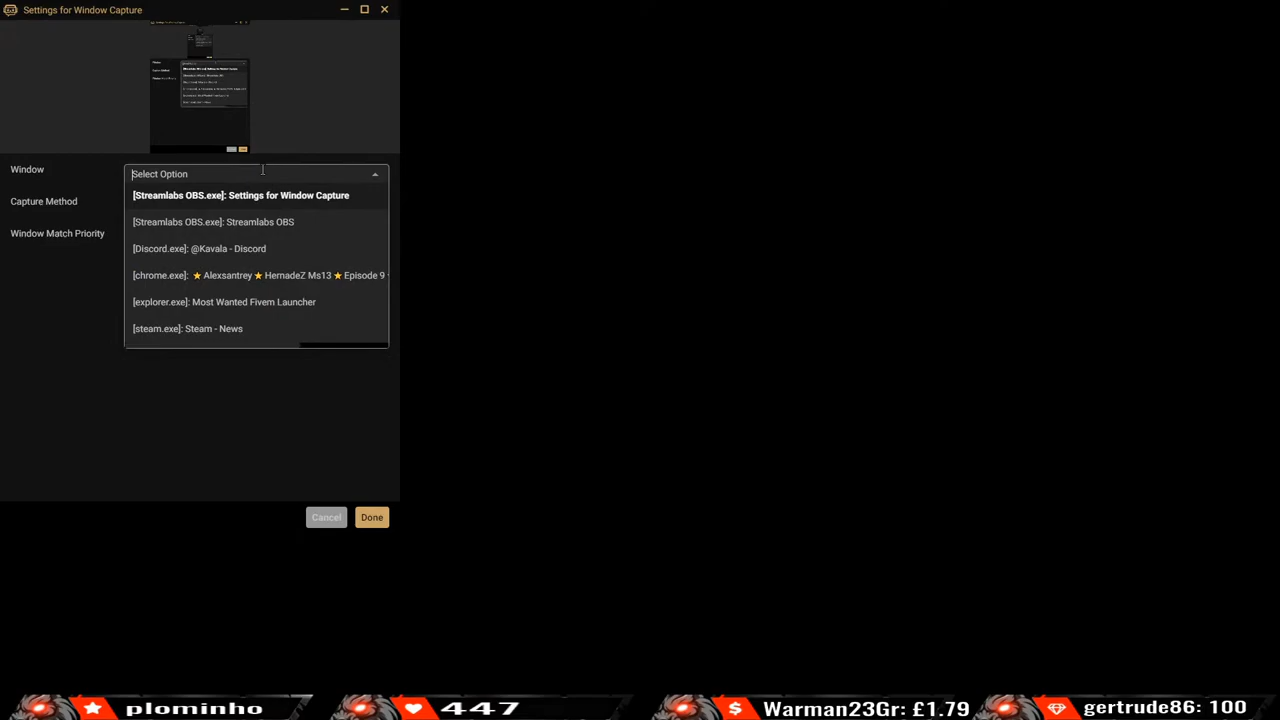 Settings for Window Capture
Window
Select Option
[Streamlabs OBS.exe]: Settings for Window Capture
Capture Method
[Streamlabs OBS.exe]: Streamlabs OBS
Window Match Priority
[Discord.exe]: @Kavala - Discord
[chrome.exe]: ⭐ Alexsantrey ⭐ HernadeZ Ms13 ⭐ Episode 9 -
[explorer.exe]: Most Wanted Fivem Launcher
[steam.exe]: Steam - News
Cancel Done
plominho 447 Warman23Gr: £1.79 gertrude86: 100